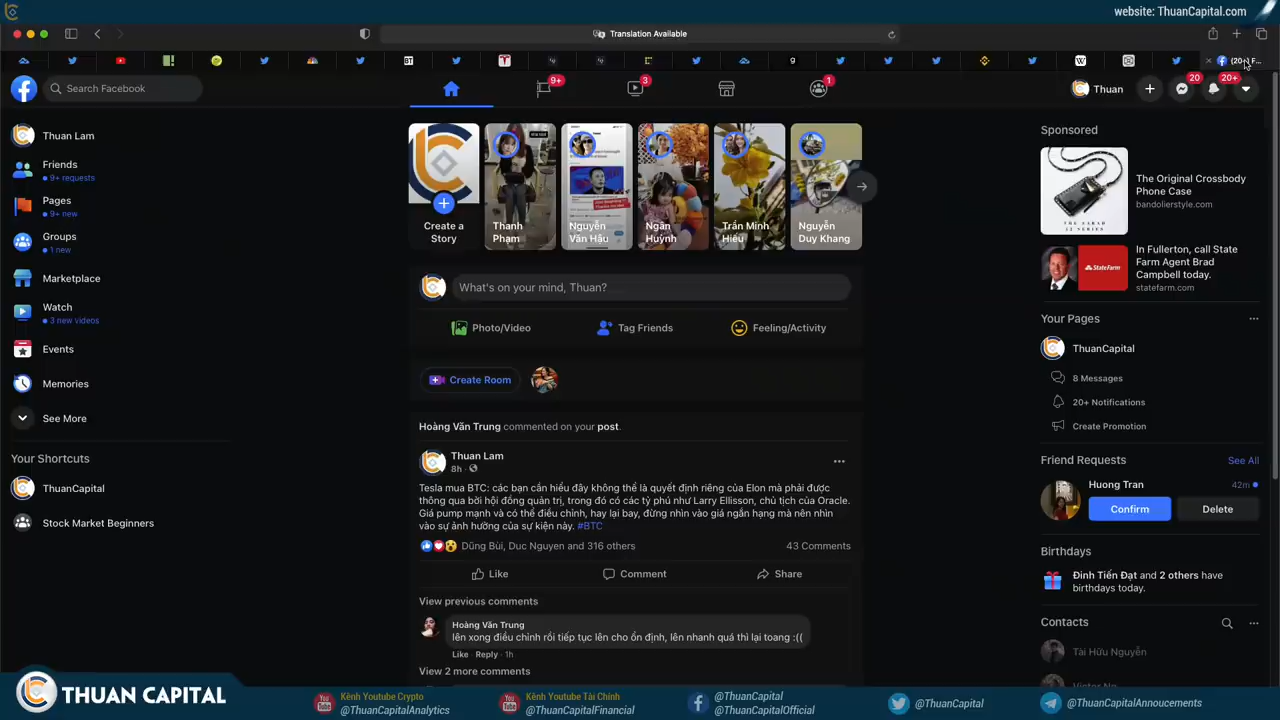 website: ThuanCapital.com
Translation Available
(20+) F...
Search Facebook
9+
3
1
Thuan
20
20+
Thuan Lam
Friends
9+ requests
Pages
9+ new
Groups
1 new
Marketplace
Watch
3 new videos
Events
Memories
See More
Your Shortcuts
ThuanCapital
Stock Market Beginners
Create a
Story
Thanh
Phạm
Nguyễn
Văn Hậu
Ngân
Huỳnh
Trần Minh
Hiếu
Nguyễn
Duy Khang
What's on your mind, Thuan?
Photo/Video
Tag Friends
Feeling/Activity
Create Room
Hoàng Văn Trung commented on your post.
Thuan Lam
8h
Tesla mua BTC: các bạn cần hiểu đây không thể là quyết định riêng của Elon mà phải được
thông qua bởi hội đồng quản trị, trong đó có các tỷ phú như Larry Ellisson, chủ tịch của Oracle.
Giá pump mạnh và có thể điều chỉnh, hay lại bay, đừng nhìn vào giá ngắn hạng mà nên nhìn
vào sự ảnh hưởng của sự kiện này. #BTC
Dũng Bùi, Duc Nguyen and 316 others
43 Comments
Like
Comment
Share
View previous comments
Hoàng Văn Trung
lên xong điều chỉnh rồi tiếp tục lên cho ổn định, lên nhanh quá thì lại toang :((
Like Reply 1h
View 2 more comments
Sponsored
The Original Crossbody
Phone Case
bandolierstyle.com
In Fullerton, call State
Farm Agent Brad
Campbell today.
statefarm.com
StateFarm
Your Pages
ThuanCapital
8 Messages
20+ Notifications
Create Promotion
Friend Requests
See All
Huong Tran
42m
Confirm
Delete
Birthdays
Đinh Tiến Đạt and 2 others have
birthdays today.
Contacts
Tài Hữu Nguyễn
THUAN CAPITAL
Kênh Youtube Crypto
@ThuanCapitalAnalytics
Kênh Youtube Tài Chính
@ThuanCapitalFinancial
@ThuanCapital
@ThuanCapitalOfficial
@ThuanCapital
@ThuanCapitalAnnoucements